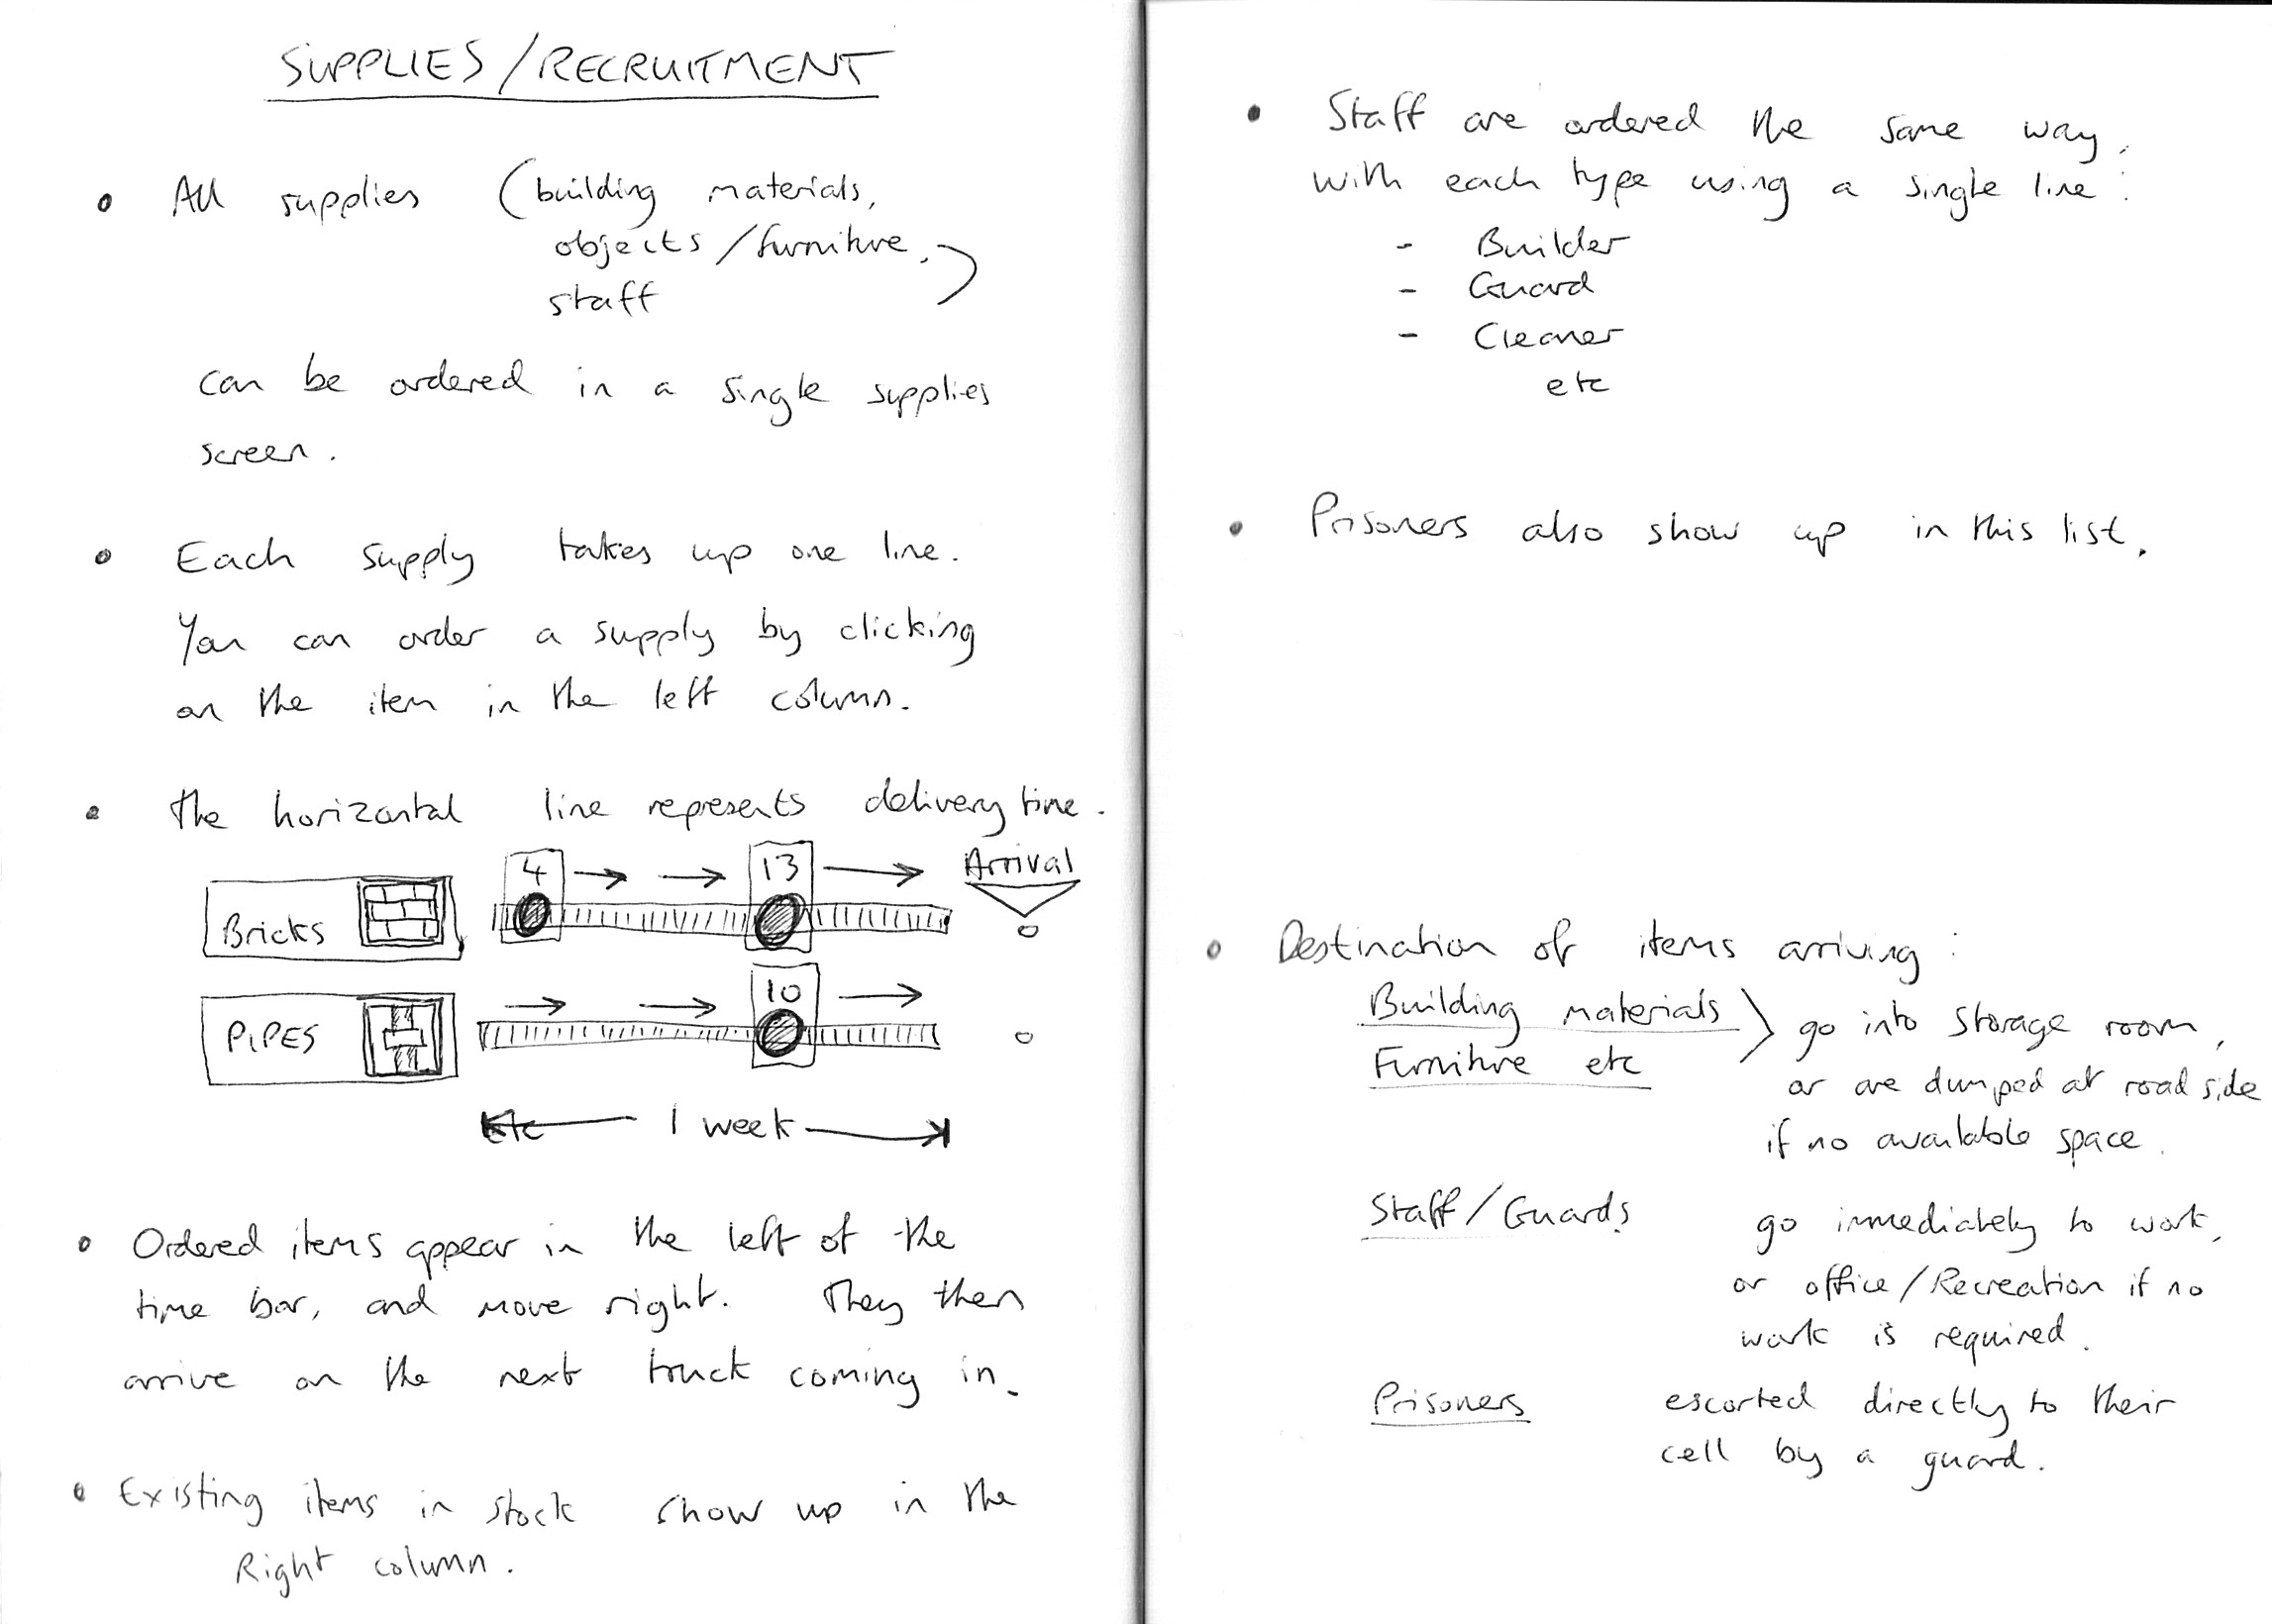 SUPPLIES/RECRUITMENT
• All supplies (building materials,
objects/furniture,)
staff
can be ordered in a single supplies
screen.
• Each supply takes up one line.
You can order a supply by clicking
on the item in the left column.
• The horizontal line represents delivery time.
4 13 Arrival
Bricks 0
10
PIPES 0
Etc 1 week
• Ordered items appear in the left of the
time bar, and move right. They then
arrive on the next truck coming in.
• Existing items in stock show up in the
Right column.
• Staff are ordered the same way,
with each type using a single line:
- Builder
- Guard
- Cleaner
etc
• Prisoners also show up in this list.
• Destination of items arriving:
Building materials
Furniture etc
go into storage room,
or are dumped at road side
if no available space.
Staff/Guards go immediately to work,
or office/Recreation if no
work is required.
Prisoners escorted directly to their
cell by a guard.